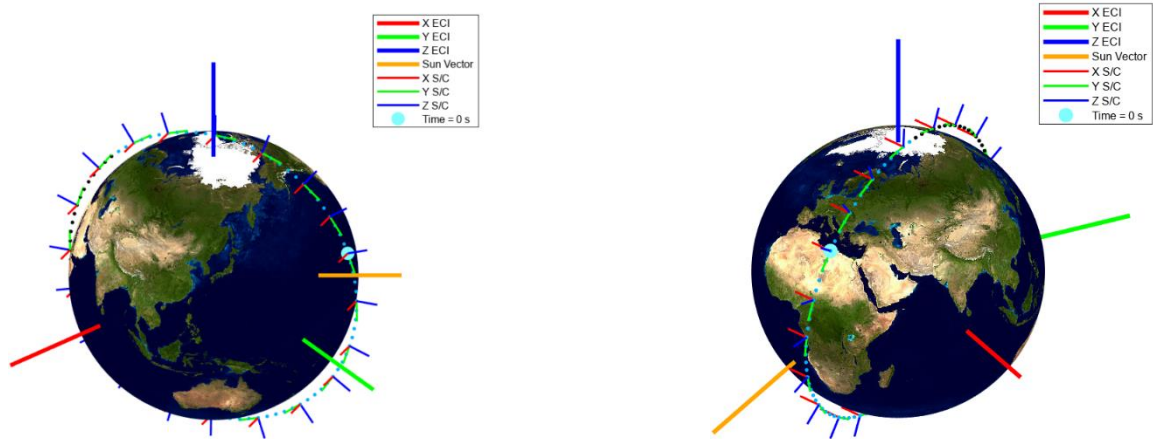 X ECI
Y ECI
Z ECI
Sun Vector
X S/C
Y S/C
Z S/C
Time = 0 s
X ECI
Y ECI
Z ECI
Sun Vector
X S/C
Y S/C
Z S/C
Time = 0 s